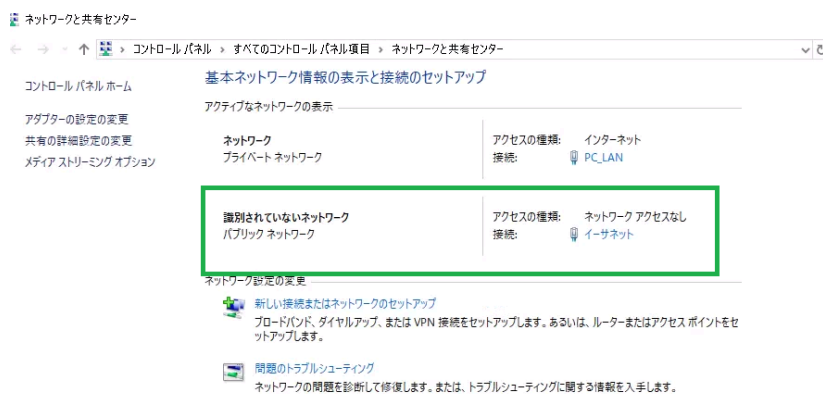 ネットワークと共有センター
コントロール パネル › すべてのコントロール パネル項目 › ネットワークと共有センター
コントロール パネル ホーム
アダプターの設定の変更
共有の詳細設定の変更
メディア ストリーミング オプション
基本ネットワーク情報の表示と接続のセットアップ
アクティブなネットワークの表示
ネットワーク
プライベート ネットワーク
アクセスの種類: インターネット
接続: PC_LAN
識別されていないネットワーク
パブリック ネットワーク
アクセスの種類: ネットワーク アクセスなし
接続: イーサネット
ネットワーク設定の変更
新しい接続またはネットワークのセットアップ
ブロードバンド、ダイヤルアップ、または VPN 接続をセットアップします。あるいは、ルーターまたはアクセス ポイントをセ
ットアップします。
問題のトラブルシューティング
ネットワークの問題を診断して修復します。または、トラブルシューティングに関する情報を入手します。